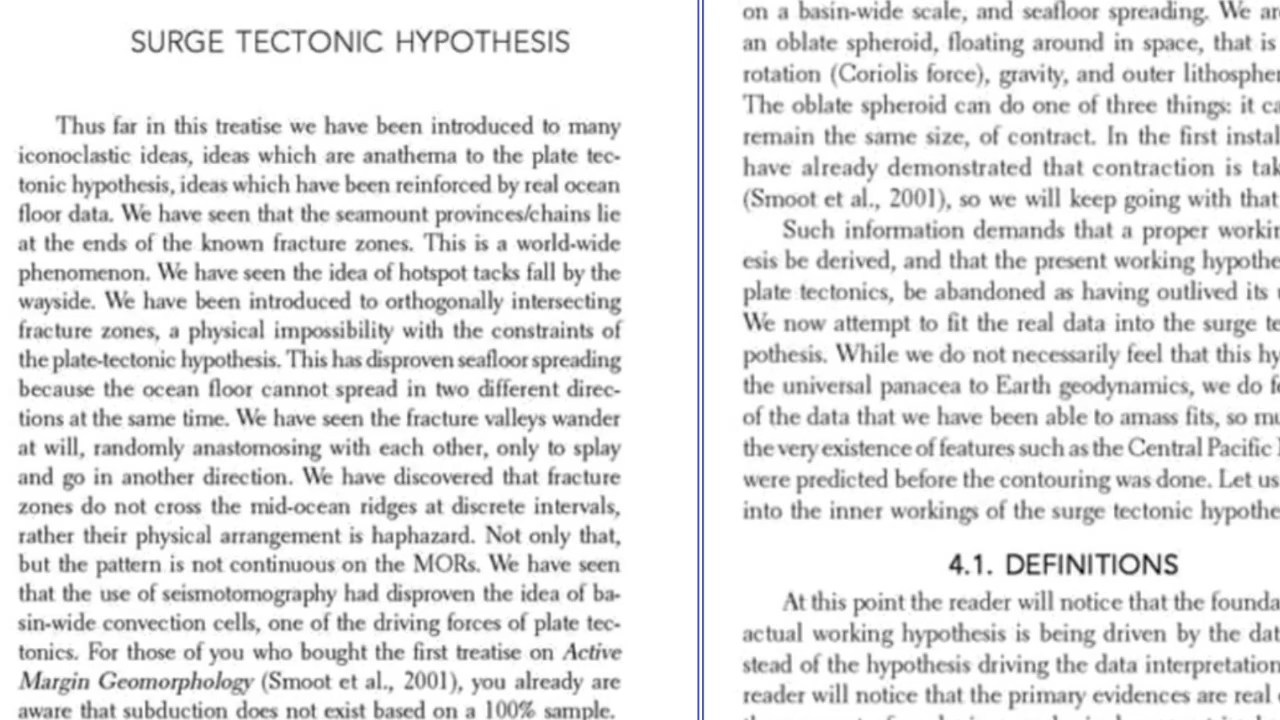 SURGE TECTONIC HYPOTHESIS
Thus far in this treatise we have been introduced to many
iconoclastic ideas, ideas which are anathema to the plate tec-
tonic hypothesis, ideas which have been reinforced by real ocean
floor data. We have seen that the seamount provinces/chains lie
at the ends of the known fracture zones. This is a world-wide
phenomenon. We have seen the idea of hotspot tacks fall by the
wayside. We have been introduced to orthogonally intersecting
fracture zones, a physical impossibility with the constraints of
the plate-tectonic hypothesis. This has disproven seafloor spreading
because the ocean floor cannot spread in two different direc-
tions at the same time. We have seen the fracture valleys wander
at will, randomly anastomosing with each other, only to splay
and go in another direction. We have discovered that fracture
zones do not cross the mid-ocean ridges at discrete intervals,
rather their physical arrangement is haphazard. Not only that,
but the pattern is not continuous on the MORs. We have seen
that the use of seismotomography had disproven the idea of ba-
sin-wide convection cells, one of the driving forces of plate tec-
tonics. For those of you who bought the first treatise on Active
Margin Geomorphology (Smoot et al., 2001), you already are
aware that subduction does not exist based on a 100% sample.
on a basin-wide scale, and seafloor spreading. We ar
an oblate spheroid, floating around in space, that is
rotation (Coriolis force), gravity, and outer lithospher
The oblate spheroid can do one of three things: it ca
remain the same size, of contract. In the first instal
have already demonstrated that contraction is tak
(Smoot et al., 2001), so we will keep going with that
Such information demands that a proper workin
esis be derived, and that the present working hypothe
plate tectonics, be abandoned as having outlived its
We now attempt to fit the real data into the surge te
pothesis. While we do not necessarily feel that this hy
the universal panacea to Earth geodynamics, we do f
of the data that we have been able to amass fits, so mu
the very existence of features such as the Central Pacific
were predicted before the contouring was done. Let us
into the inner workings of the surge tectonic hypothe
4.1. DEFINITIONS
At this point the reader will notice that the founda
actual working hypothesis is being driven by the dat
stead of the hypothesis driving the data interpretation
reader will notice that the primary evidences are real